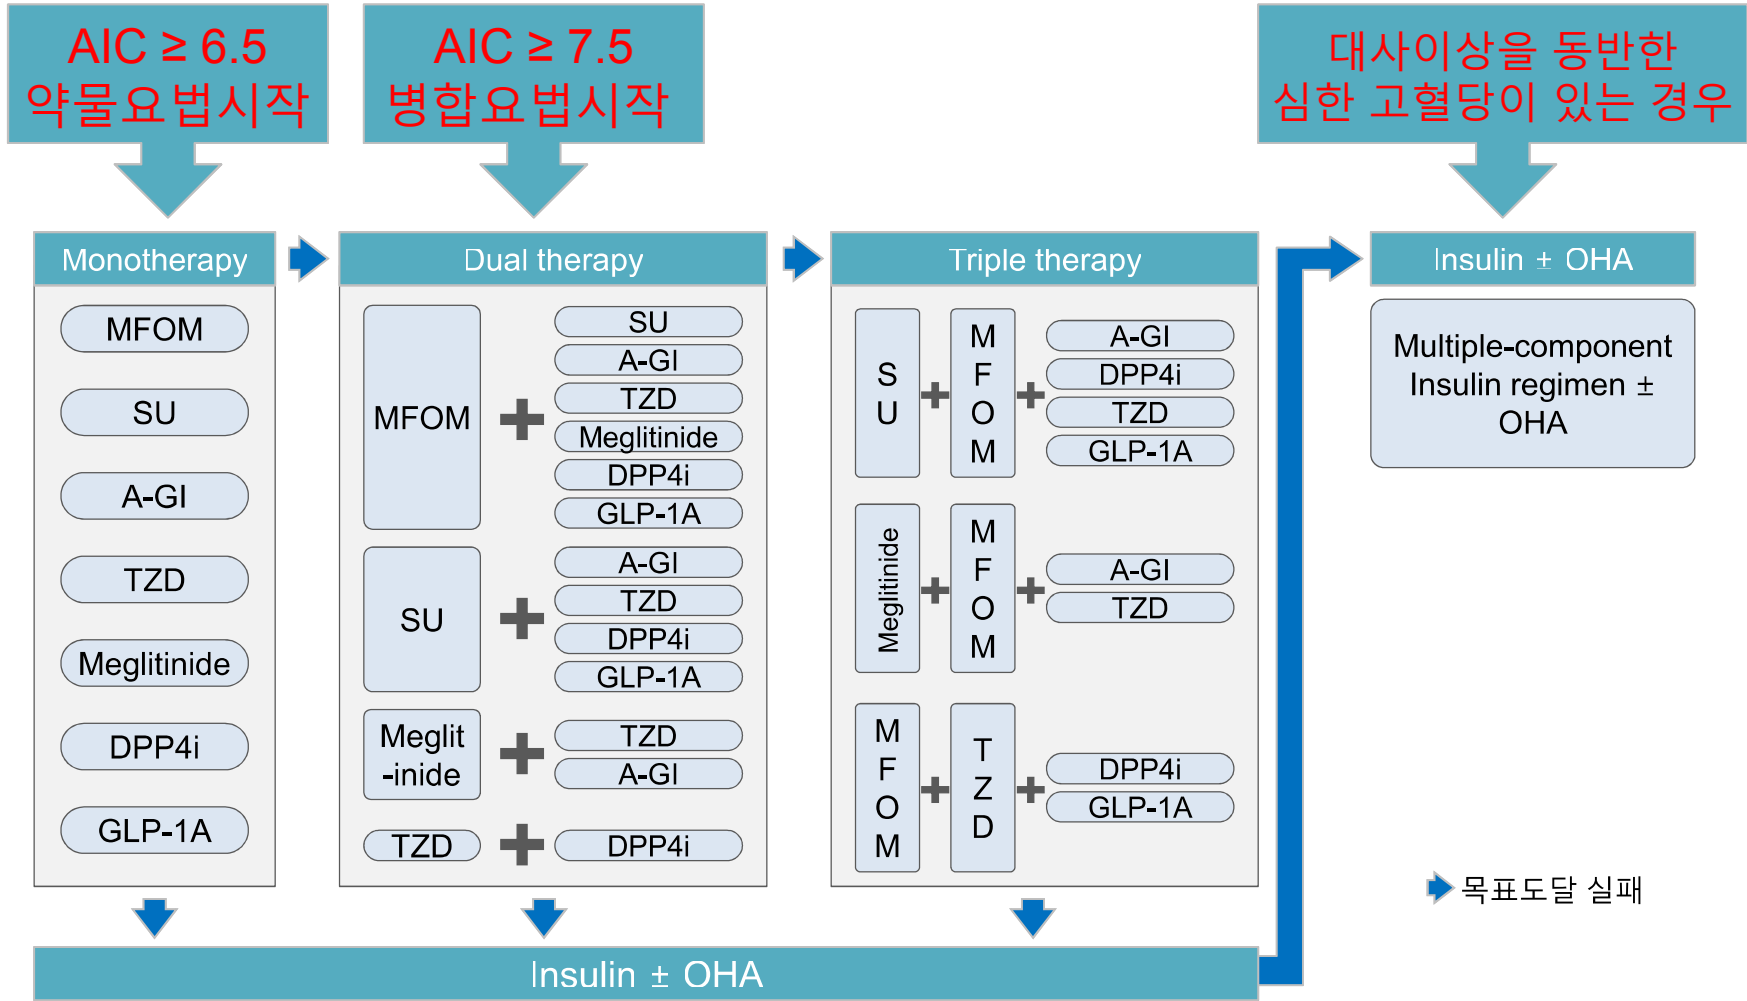 AIC ≥ 6.5
약물요법시작
AIC ≥ 7.5
병합요법시작
대사이상을 동반한
심한 고혈당이 있는 경우
Monotherapy
MFOM
SU
A-GI
TZD
Meglitinide
DPP4i
GLP-1A
Dual therapy
MFOM
+
SU
A-GI
TZD
Meglitinide
DPP4i
GLP-1A
SU
+
A-GI
TZD
DPP4i
GLP-1A
Meglit
-inide
+
TZD
A-GI
TZD
+
DPP4i
Triple therapy
SU
+
MFOM
+
A-GI
DPP4i
TZD
GLP-1A
Meglitinide
+
MFOM
+
A-GI
TZD
MFOM
+
TZD
+
DPP4i
GLP-1A
Insulin ± OHA
Multiple-component
Insulin regimen ±
OHA
목표도달 실패
Insulin ± OHA